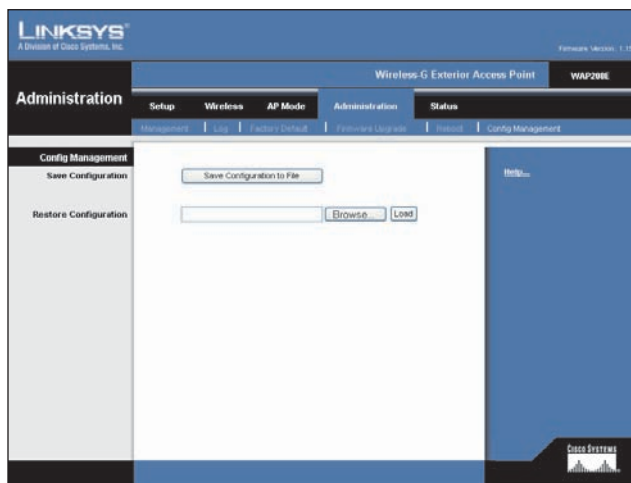 LINKSYS®
A Division of Cisco Systems, Inc.
Firmware Version: 1.
Wireless-G Exterior Access Point WAP200E
Administration
Setup Wireless AP Mode Administration Status
Management Log Factory Default Firmware Upgrade Reboot Config Management
Config Management
Save Configuration Save Configuration to File Help...
Restore Configuration Browse... Load
CISCO SYSTEMS